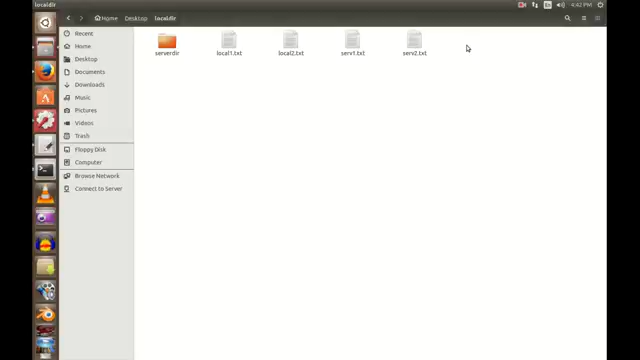 localdir
En
4:42 PM
Home Desktop localdir
Recent
Home
Desktop
Documents
Downloads
Music
Pictures
Videos
Trash
Floppy Disk
Computer
Browse Network
Connect to Server
serverdir
local1.txt
local2.txt
serv1.txt
serv2.txt